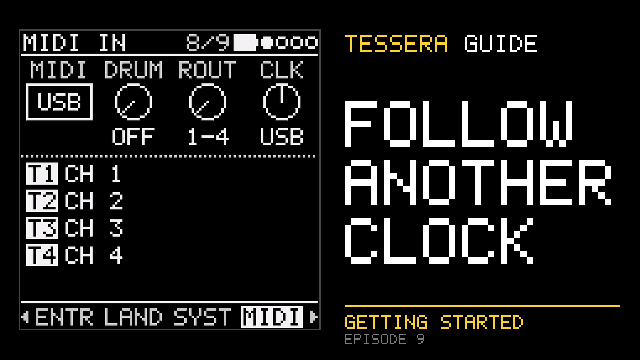 MIDI IN 8/9
MIDI DRUM ROUT CLK
USB
OFF 1-4 USB
T1 CH 1
T2 CH 2
T3 CH 3
T4 CH 4
ENTR LAND SYST MIDI
TESSERA GUIDE
FOLLOW
ANOTHER
CLOCK
GETTING STARTED
EPISODE 9